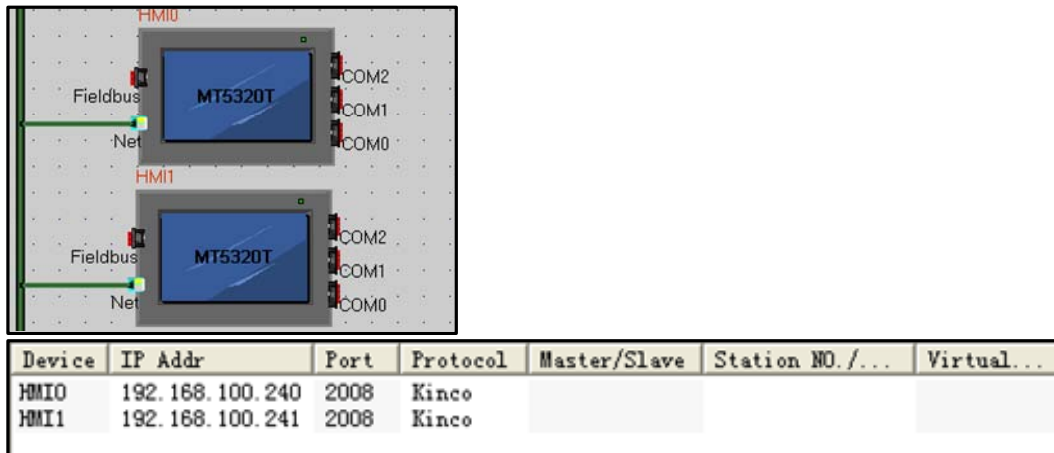 HMI0
COM2
Fieldbus
MT5320T
COM1
Net
COM0
HMI1
COM2
Fieldbus
MT5320T
COM1
Net
COM0
Device IP Addr Port Protocol Master/Slave Station NO./... Virtual...
HMI0 192.168.100.240 2008 Kinco
HMI1 192.168.100.241 2008 Kinco